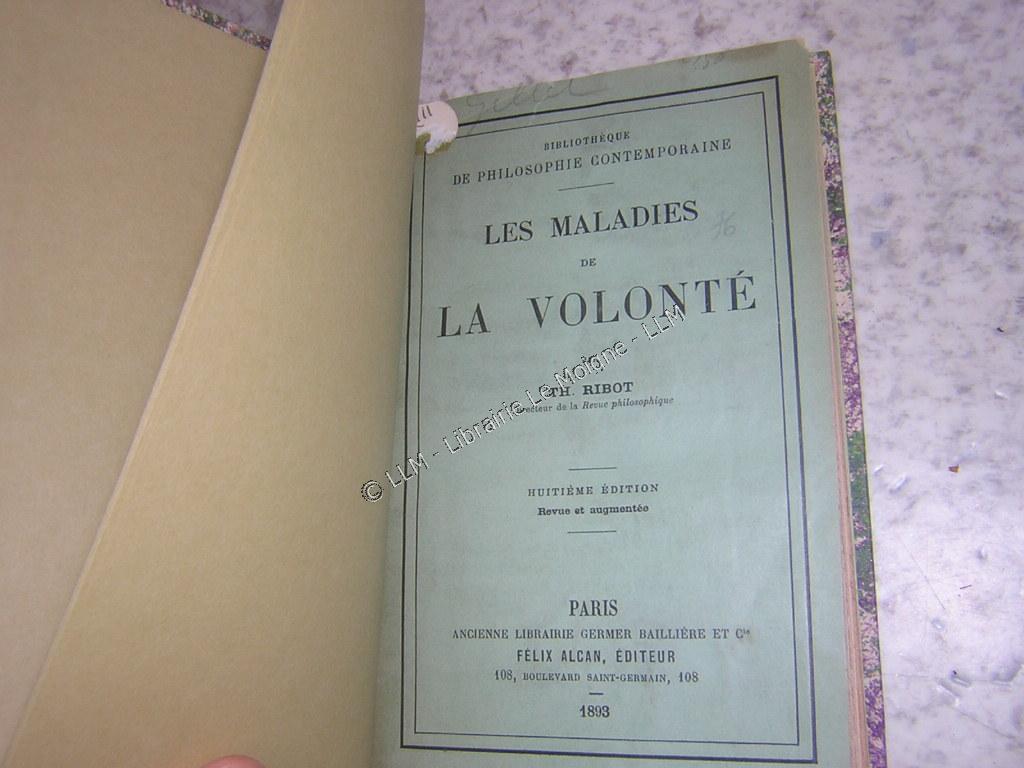 BIBLIOTHÈQUE
DE PHILOSOPHIE CONTEMPORAINE
LES MALADIES
DE
LA VOLONTÉ
TH. RIBOT
Directeur de la Revue philosophique
HUITIÈME ÉDITION
Revue et augmentée
PARIS
ANCIENNE LIBRAIRIE GERMER BAILLIÈRE ET Cie
FÉLIX ALCAN, ÉDITEUR
108, BOULEVARD SAINT-GERMAIN, 108
1893
© LLM - Librairie Le Moigne - LLM